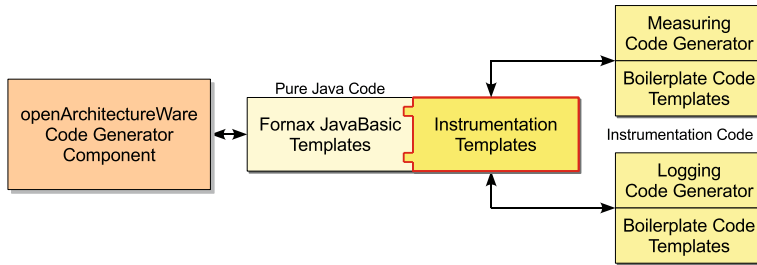 openArchitectureWare
Code Generator
Component
Pure Java Code
Fornax JavaBasic
Templates
Instrumentation
Templates
Measuring
Code Generator
Boilerplate Code
Templates
Instrumentation Code
Logging
Code Generator
Boilerplate Code
Templates